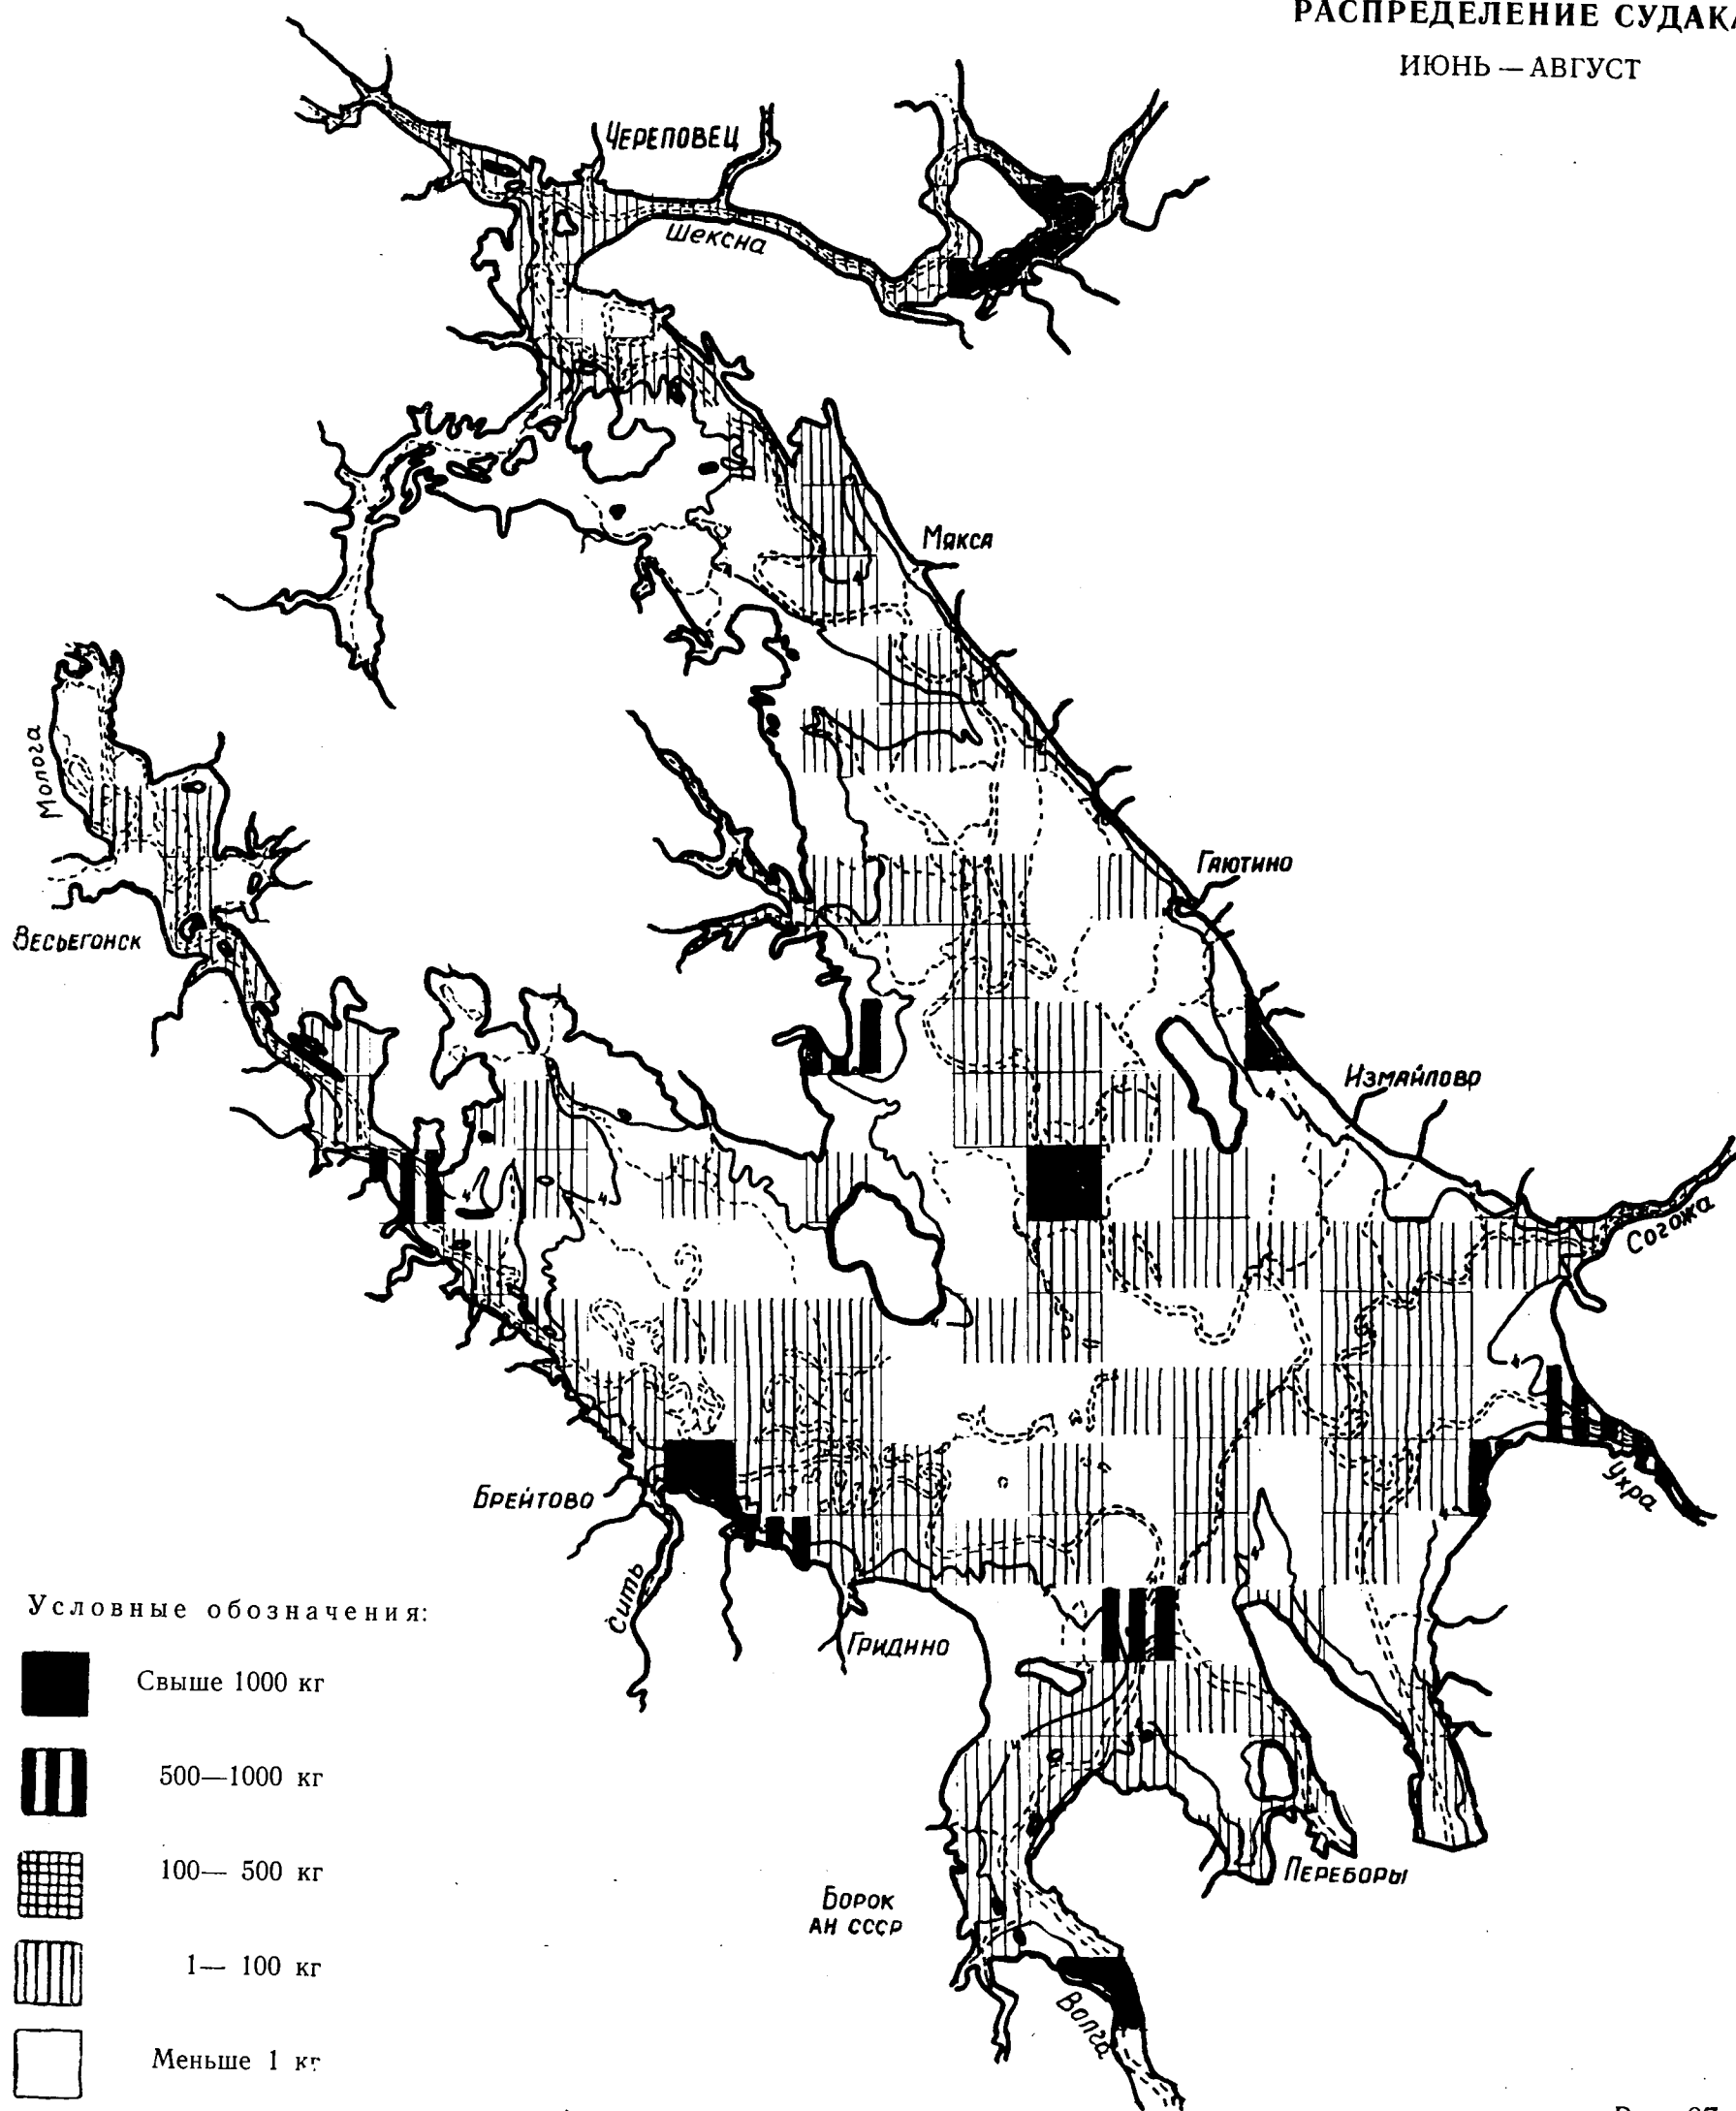 РАСПРЕДЕЛЕНИЕ СУДАКА
ИЮНЬ — АВГУСТ
ЧЕРЕПОВЕЦ
Шексна
Мякса
Молога
Гаютино
Весьегонск
Измайловр
Согожа
Брейтово
Ухра
Сить
Гридино
Условные обозначения:
Свыше 1000 кг
500—1000 кг
100— 500 кг
1— 100 кг
Меньше 1 кг
Переборы
Борок
АН СССР
Волга